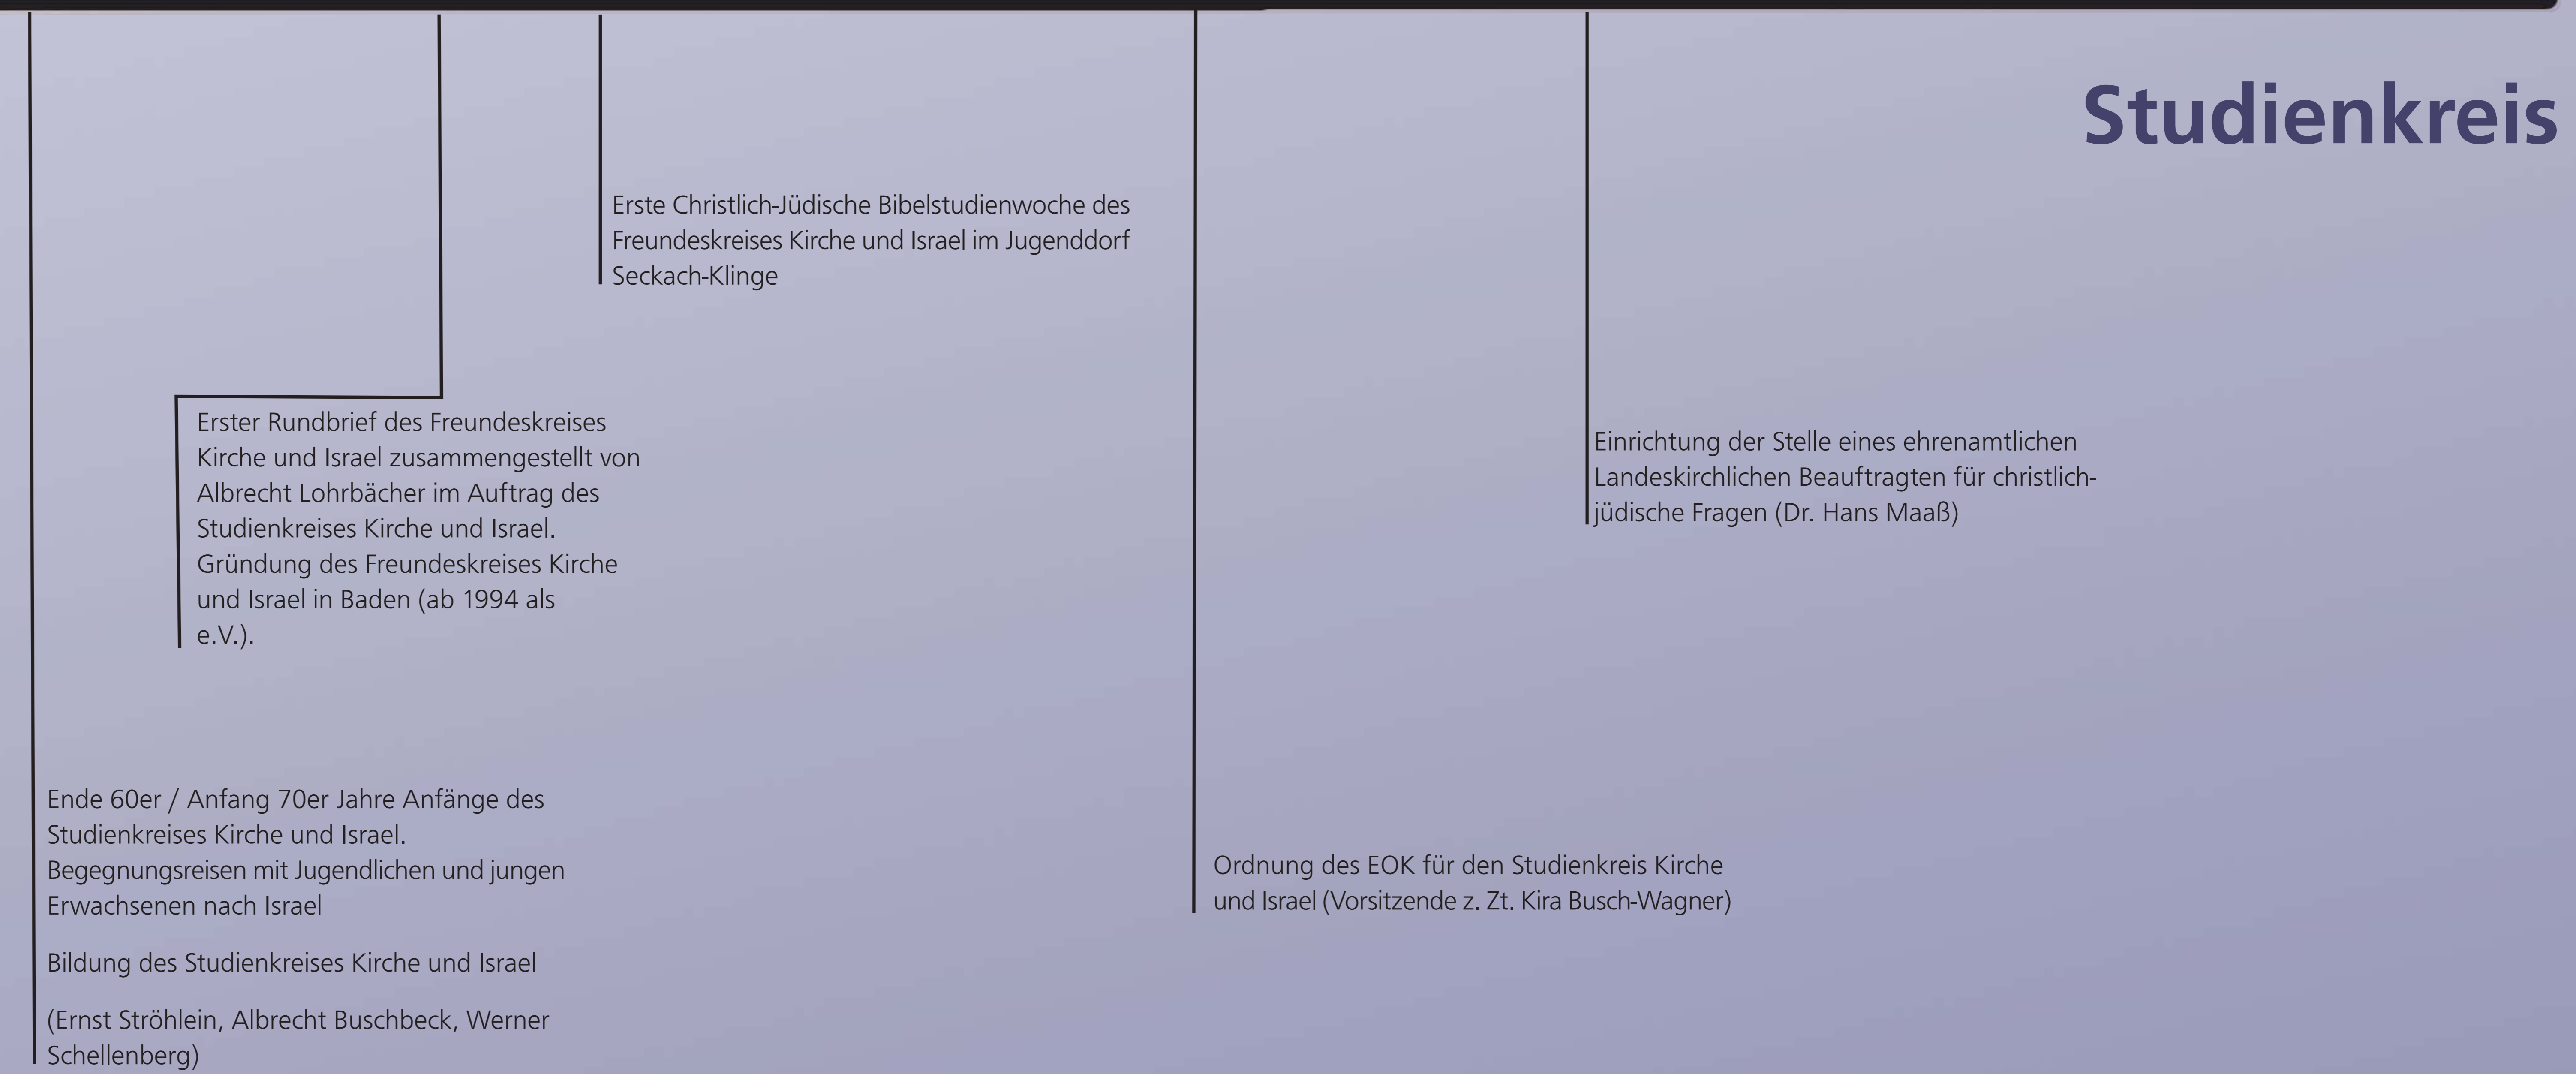 Studienkreis
Erste Christlich-Jüdische Bibelstudienwoche des
Freundeskreises Kirche und Israel im Jugenddorf
Seckach-Klinge
Erster Rundbrief des Freundeskreises
Kirche und Israel zusammengestellt von
Albrecht Lohrbächer im Auftrag des
Studienkreises Kirche und Israel.
Gründung des Freundeskreises Kirche
und Israel in Baden (ab 1994 als
e.V.).
Einrichtung der Stelle eines ehrenamtlichen
Landeskirchlichen Beauftragten für christlich-
jüdische Fragen (Dr. Hans Maaß)
Ende 60er / Anfang 70er Jahre Anfänge des
Studienkreises Kirche und Israel.
Begegnungsreisen mit Jugendlichen und jungen
Erwachsenen nach Israel
Bildung des Studienkreises Kirche und Israel
(Ernst Ströhlein, Albrecht Buschbeck, Werner
Schellenberg)
Ordnung des EOK für den Studienkreis Kirche
und Israel (Vorsitzende z. Zt. Kira Busch-Wagner)